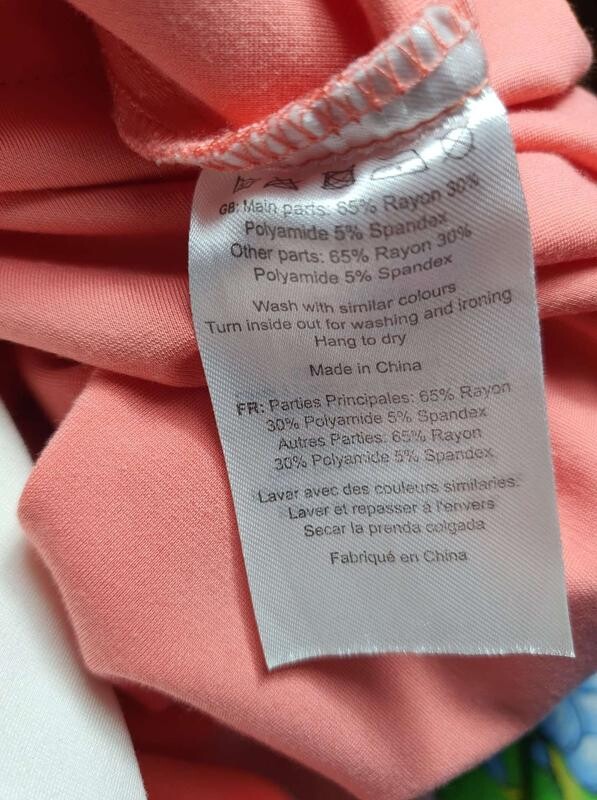 GB: Main parts: 65% Rayon 30%
Polyamide 5% Spandex
Other parts: 65% Rayon 30%
Polyamide 5% Spandex
Wash with similar colours
Turn inside out for washing and ironing
Hang to dry
Made in China
FR: Parties Principales: 65% Rayon
30% Polyamide 5% Spandex
Autres Parties: 65% Rayon
30% Polyamide 5% Spandex
Lavar avec des couleurs similaries.
Laver et repasser à l'envers
Secar la prenda colgada
Fabriqué en China